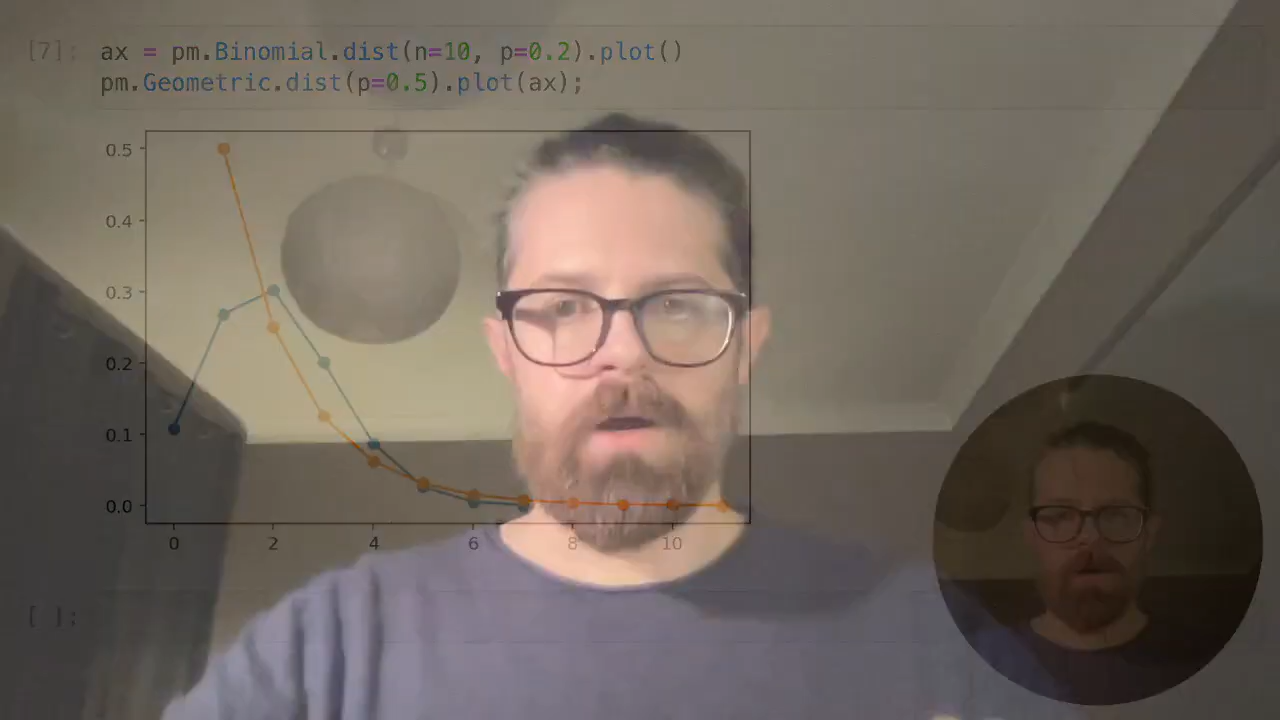 [7]: ax = pm.Binomial.dist(n=10, p=0.2).plot()
pm.Geometric.dist(p=0.5).plot(ax);
0.5
0.4
0.3
0.2
0.1
0.0
0 2 4 6 8 10
[ ]: